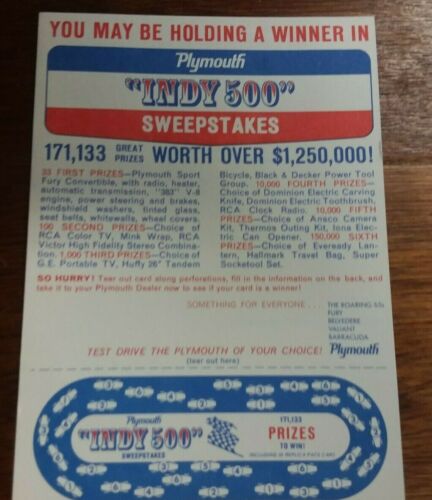 YOU MAY BE HOLDING A WINNER IN
Plymouth
"INDY 500"
SWEEPSTAKES
171,133 GREAT PRIZES WORTH OVER $1,250,000!
33 FIRST PRIZES—Plymouth Sport
Fury Convertible, with radio, heater,
automatic transmission, "383" V-8
engine, power steering and brakes,
windshield washers, tinted glass,
seat belts, whitewalls, wheel covers.
100 SECOND PRIZES—Choice of
RCA Color TV, Mink Wrap, RCA
Victor High Fidelity Stereo Combina-
tion. 1,000 THIRD PRIZES—Choice of
G.E. Portable TV, Huffy 26" Tandem
Bicycle, Black & Decker Power Tool
Group. 10,000 FOURTH PRIZES—
Choice of Dominion Electric Carving
Knife, Dominion Electric Toothbrush,
RCA Clock Radio. 10,000 FIFTH
PRIZES—Choice of Ansco Camera
Kit, Thermos Outing Kit, Iona Elec-
tric Can Opener. 150,000 SIXTH
PRIZES—Choice of Eveready Lan-
tern, Hallmark Travel Bag, Super
Socketool Set.
SO HURRY! Tear out card along perforations, fill in the information on the back, and
take it to your Plymouth Dealer now to see if your card is a winner!
SOMETHING FOR EVERYONE . . . THE ROARING 65s
FURY
BELVEDERE
VALIANT
BARRACUDA
TEST DRIVE THE PLYMOUTH OF YOUR CHOICE! Plymouth
(tear out here)
Plymouth
"INDY 500"
SWEEPSTAKES
171,133
PRIZES
TO WIN!